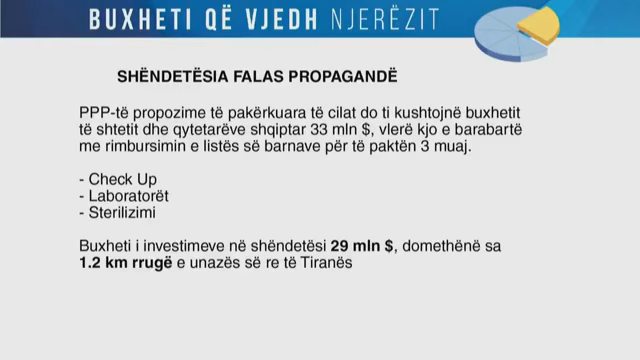 BUXHETI QË VJEDH NJERËZIT
SHËNDETËSIA FALAS PROPAGANDË
PPP-të propozime të pakërkuara të cilat do ti kushtojnë buxhetit
të shtetit dhe qytetarëve shqiptar 33 mln $, vlerë kjo e barabartë
me rimbursimin e listës së barnave për të paktën 3 muaj.
- Check Up
- Laboratorët
- Sterilizimi
Buxheti i investimeve në shëndetësi 29 mln $, domethënë sa
1.2 km rrugë e unazës së re të Tiranës